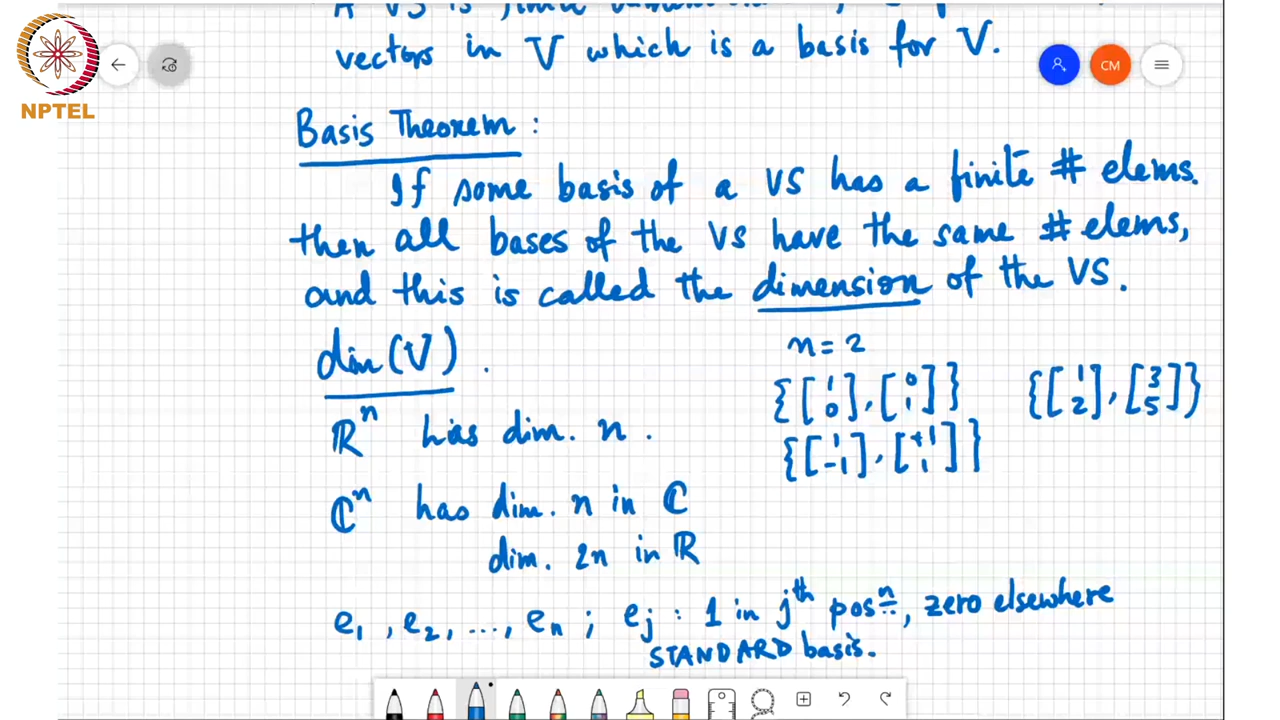 vectors in V which is a basis for V.
CM
NPTEL
Basis Theorem :
If some basis of a VS has a finite # elems.
then all bases of the VS have the same # elems,
and this is called the dimension of the VS.
dim(V) .
n = 2
{[1 0], [0 1]} {[1 2], [3 5]}
{[1 -1], [+1 1]}
ℝⁿ has dim. n .
ℂⁿ has dim. n in ℂ
dim. 2n in ℝ
e₁, e₂, ..., eₙ ; eⱼ : 1 in jᵗʰ posⁿ, zero elsewhere
STANDARD basis.